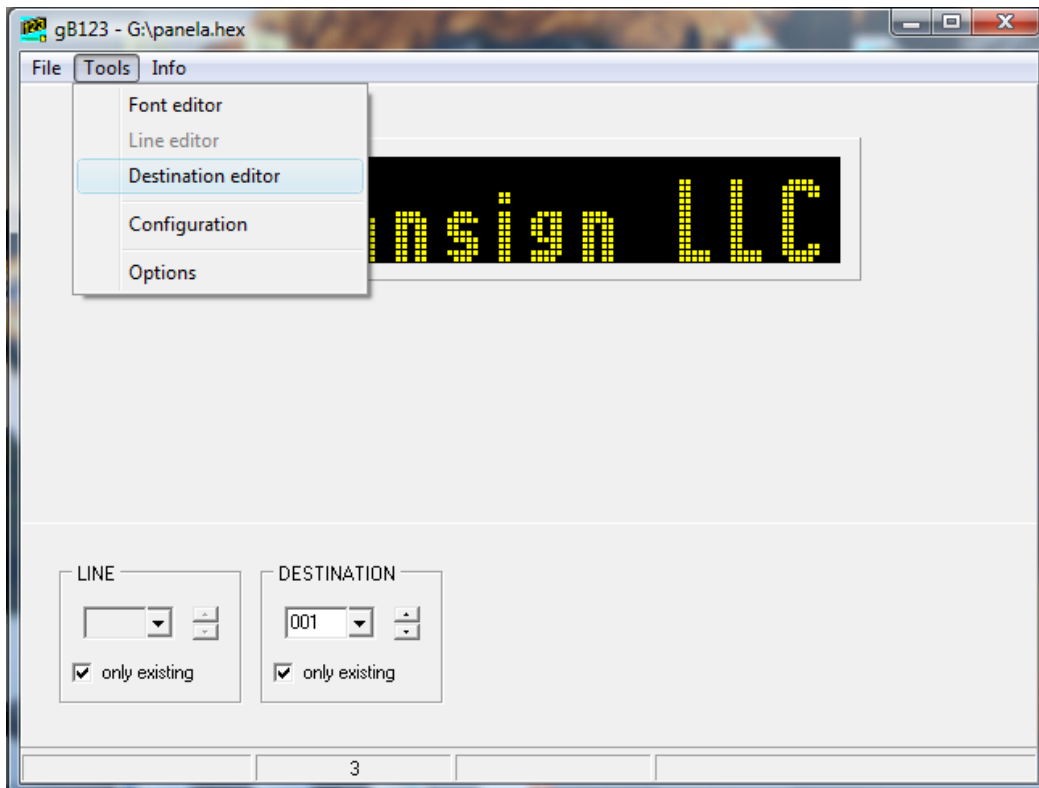 gB123 - G:\panela.hex
File Tools Info
Font editor
Line editor
Destination editor
Configuration
Options
nsign LLC
LINE
DESTINATION
001
only existing
only existing
3